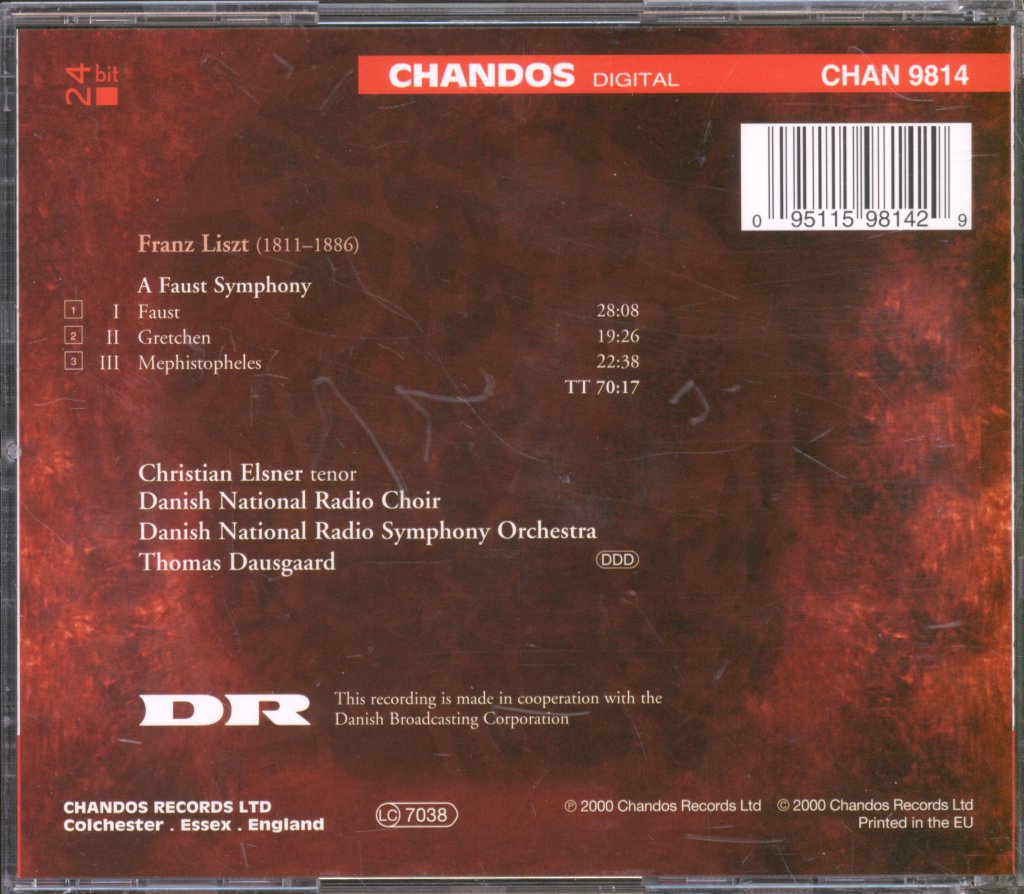 24 bit
CHANDOS DIGITAL CHAN 9814
0 95115 98142 9
Franz Liszt (1811–1886)
A Faust Symphony
1 I Faust 28:08
2 II Gretchen 19:26
3 III Mephistopheles 22:38
TT 70:17
Christian Elsner tenor
Danish National Radio Choir
Danish National Radio Symphony Orchestra
Thomas Dausgaard DDD
DR This recording is made in cooperation with the
Danish Broadcasting Corporation
CHANDOS RECORDS LTD
Colchester . Essex . England
LC 7038
℗ 2000 Chandos Records Ltd © 2000 Chandos Records Ltd
Printed in the EU